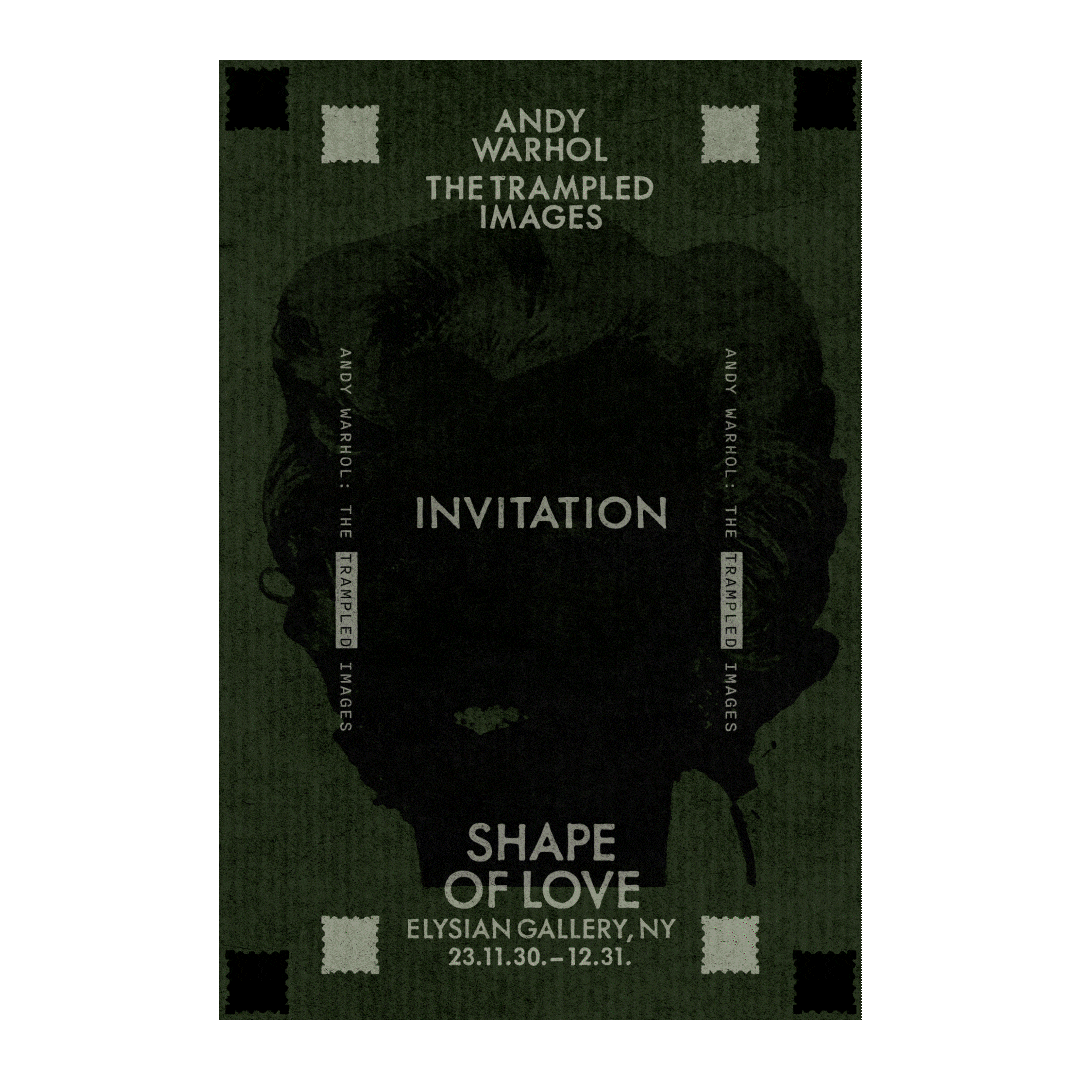 ANDY
WARHOL
THE TRAMPLED
IMAGES
ANDY WARHOL: THE TRAMPLED IMAGES
ANDY WARHOL: THE TRAMPLED IMAGES
INVITATION
SHAPE
OF LOVE
ELYSIAN GALLERY, NY
23.11.30.–12.31.